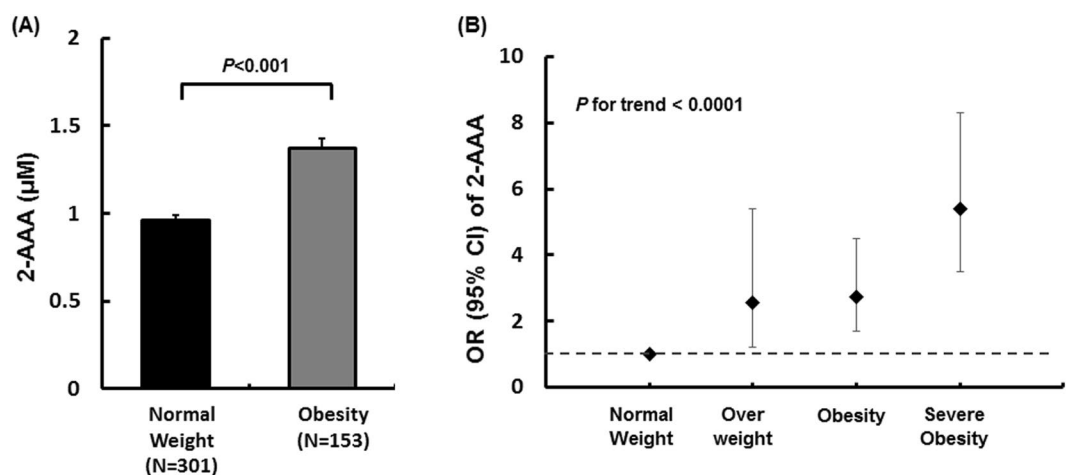 (A)
2-AAA (µM)
2
1.5
1
0.5
0
P<0.001
Normal
Weight
(N=301)
Obesity
(N=153)
(B)
OR (95% CI) of 2-AAA
10
8
6
4
2
0
P for trend < 0.0001
Normal
Weight
Over
weight
Obesity
Severe
Obesity